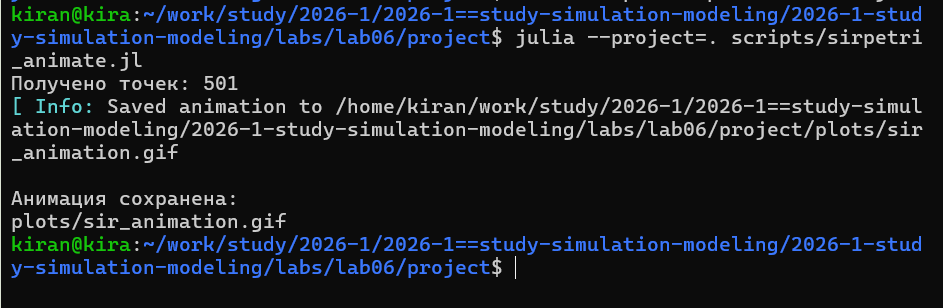 kiran@kira:~/work/study/2026-1/2026-1==study-simulation-modeling/2026-1-stud
y-simulation-modeling/labs/lab06/project$ julia --project=. scripts/sirpetri
_animate.jl
Получено точек: 501
[ Info: Saved animation to /home/kiran/work/study/2026-1/2026-1==study-simul
ation-modeling/2026-1-study-simulation-modeling/labs/lab06/project/plots/sir
_animation.gif
Анимация сохранена:
plots/sir_animation.gif
kiran@kira:~/work/study/2026-1/2026-1==study-simulation-modeling/2026-1-stud
y-simulation-modeling/labs/lab06/project$